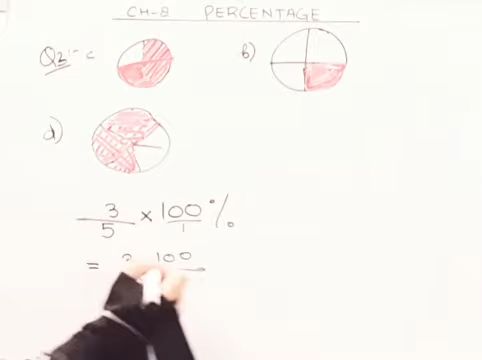 CH-8 PERCENTAGE
Q2:- c
b)
d)
3/5 × 100/1 %
= 100